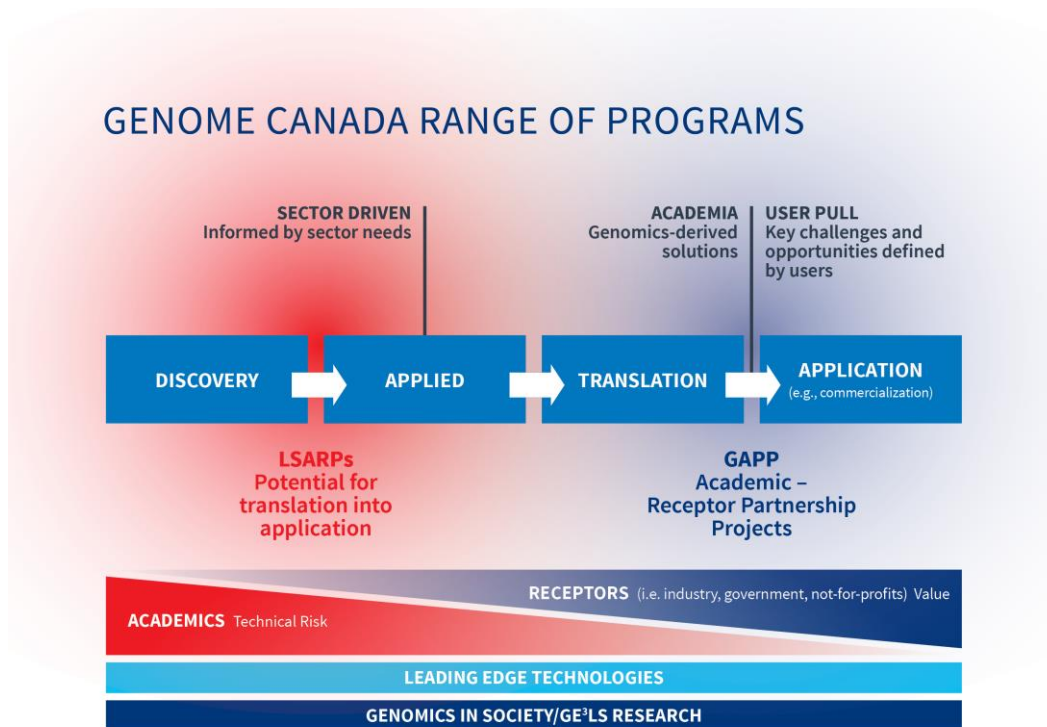 GENOME CANADA RANGE OF PROGRAMS
SECTOR DRIVEN
Informed by sector needs
ACADEMIA
Genomics-derived
solutions
USER PULL
Key challenges and
opportunities defined
by users
DISCOVERY
APPLIED
TRANSLATION
APPLICATION
(e.g., commercialization)
LSARPs
Potential for
translation into
application
GAPP
Academic –
Receptor Partnership
Projects
RECEPTORS (i.e. industry, government, not-for-profits) Value
ACADEMICS Technical Risk
LEADING EDGE TECHNOLOGIES
GENOMICS IN SOCIETY/GE³LS RESEARCH